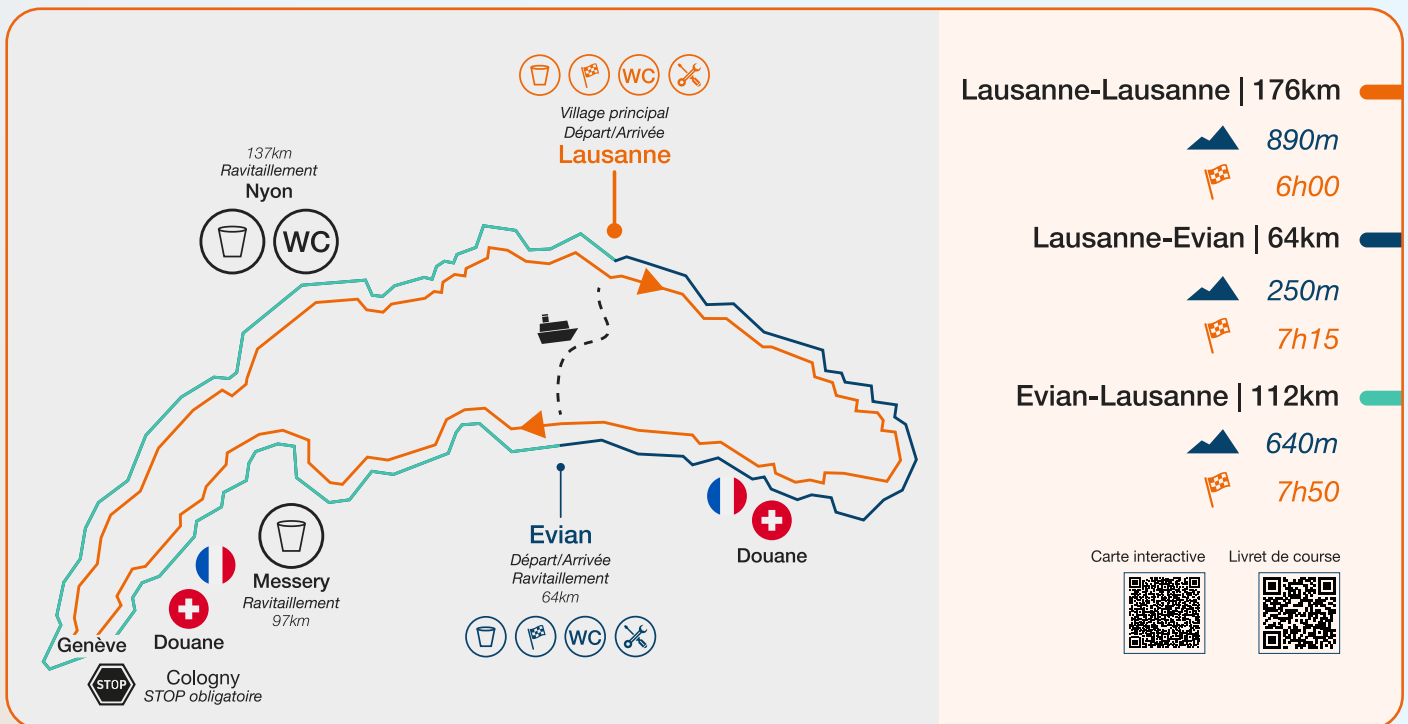 WC
Village principal
Départ/Arrivée
Lausanne
137km
Ravitaillement
Nyon
WC
Evian
Départ/Arrivée
Ravitaillement
64km
WC
Douane
Messery
Ravitaillement
97km
Genève
Douane
STOP
Cologny
STOP obligatoire
Lausanne-Lausanne | 176km
890m
6h00
Lausanne-Evian | 64km
250m
7h15
Evian-Lausanne | 112km
640m
7h50
Carte interactive
Livret de course